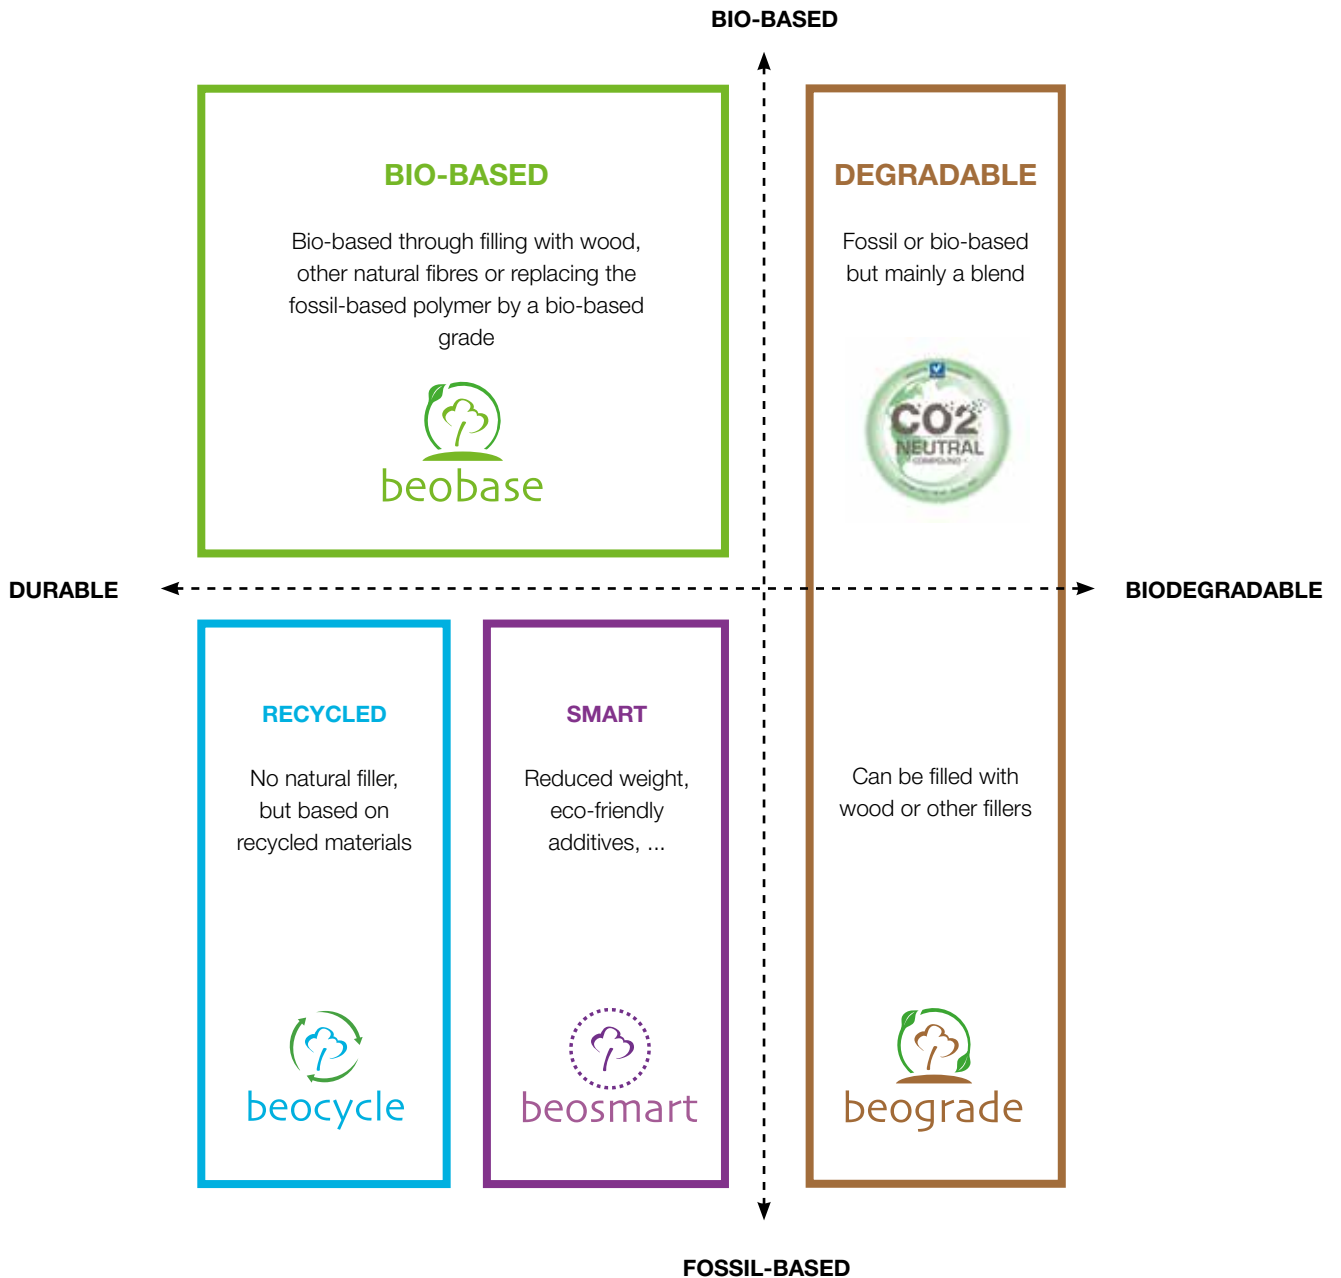 BIO-BASED
BIO-BASED
Bio-based through filling with wood,
other natural fibres or replacing the
fossil-based polymer by a bio-based
grade
beobase
DEGRADABLE
Fossil or bio-based
but mainly a blend
CO2
NEUTRAL
COMPOUND
DURABLE
BIODEGRADABLE
RECYCLED
No natural filler,
but based on
recycled materials
beocycle
SMART
Reduced weight,
eco-friendly
additives, ...
beosmart
Can be filled with
wood or other fillers
beograde
FOSSIL-BASED